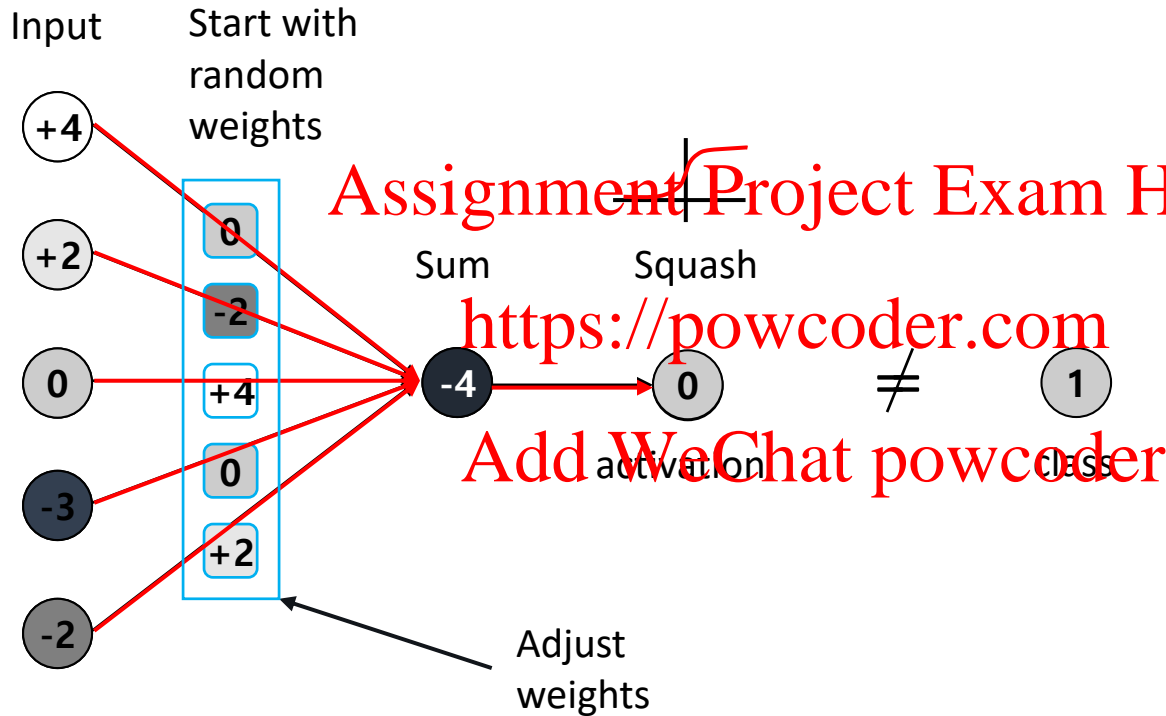 Input
Start with
random
weights
+4
+2
0
-3
-2
0
-2
+4
0
+2
Assignment Project Exam H
Sum
Squash
https://powcoder.com
-4
0
≠
1
Add WeChat powcoder
activation
class
Adjust
weights